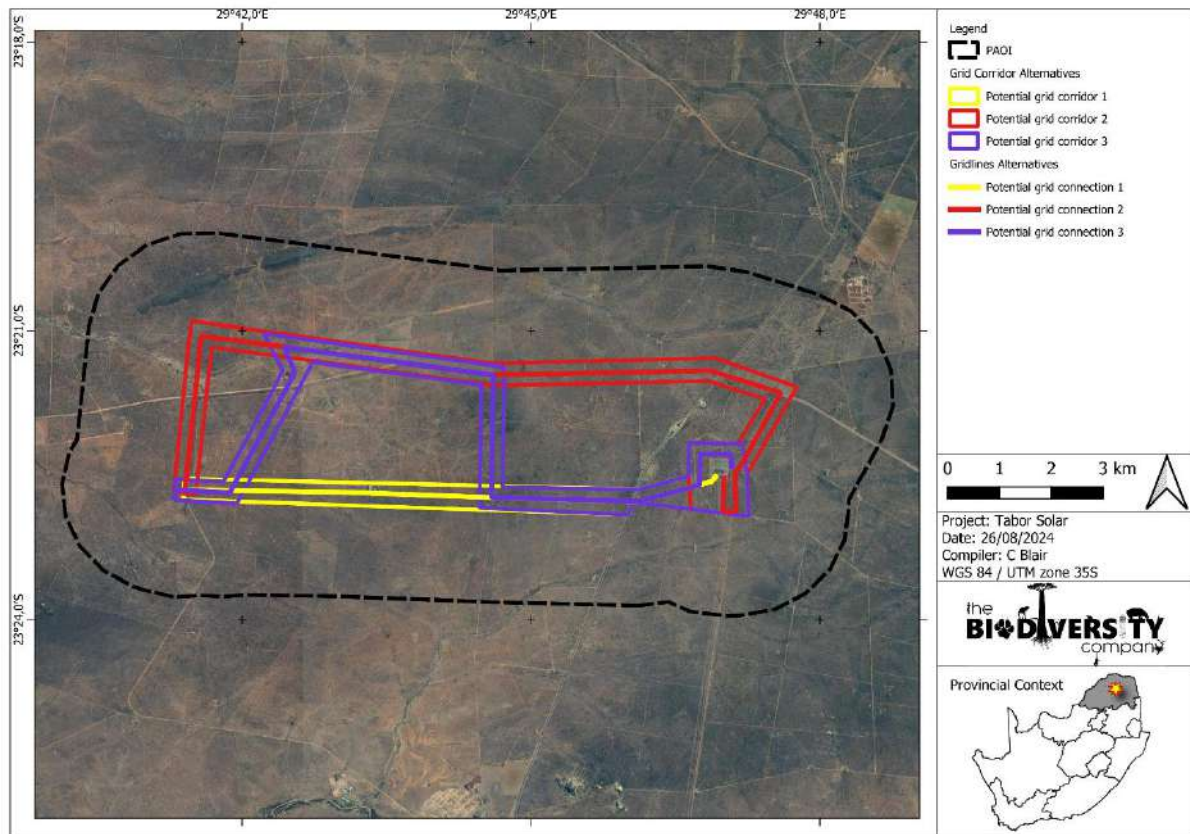 29°42,0'E
29°45,0'E
29°48,0'E
23°18,0'S
23°21,0'S
23°24,0'S
Legend
PAOI
Grid Corridor Alternatives
Potential grid corridor 1
Potential grid corridor 2
Potential grid corridor 3
Gridlines Alternatives
Potential grid connection 1
Potential grid connection 2
Potential grid connection 3
0 1 2 3 km
Project: Tabor Solar
Date: 26/08/2024
Compiler: C Blair
WGS 84 / UTM zone 35S
the
BIODIVERSITY
company
Provincial Context